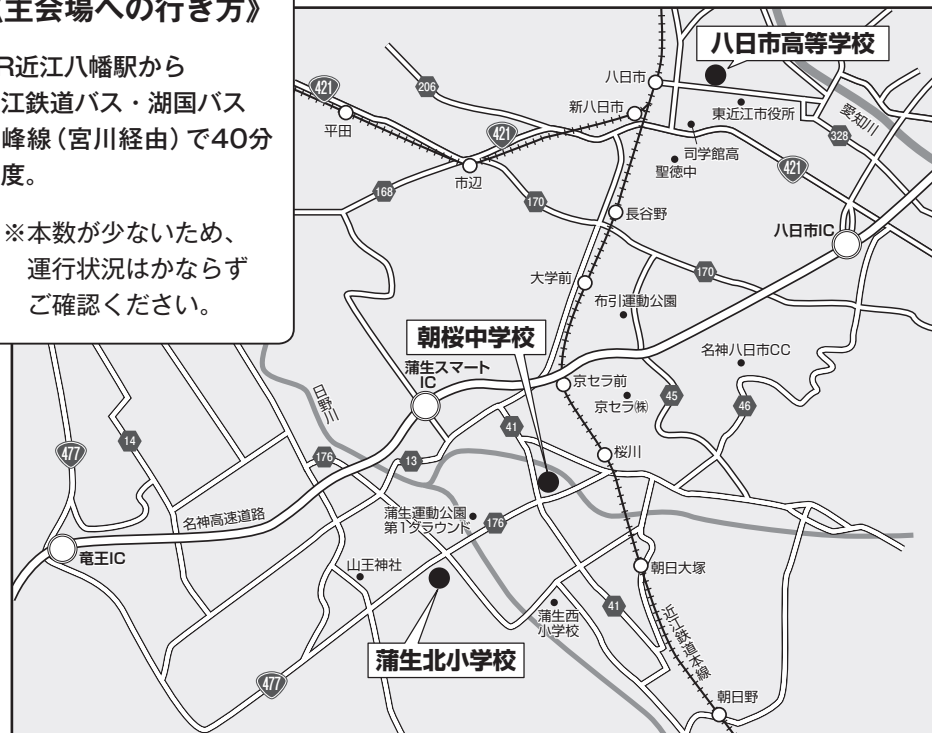 主会場への行き方》
R近江八幡駅から
江鉄道バス・湖国バス
峰線（宮川経由）で40分
度。
※本数が少ないため、
運行状況はかならず
ご確認ください。
八日市高等学校
八日市
206
421
平田
新八日市
東近江市役所
愛知川
328
421
司学館高
聖徳中
421
市辺
168
170
長谷野
八日市IC
大学前
170
布引運動公園
朝桜中学校
名神八日市CC
蒲生スマート
IC
京セラ前
京セラ㈱
45
46
日野川
41
477
14
176
13
桜川
蒲生運動公園
第1グラウンド
176
名神高速道路
竜王IC
山王神社
朝日大塚
41
蒲生西
小学校
近江鉄道本線
蒲生北小学校
477
朝日野